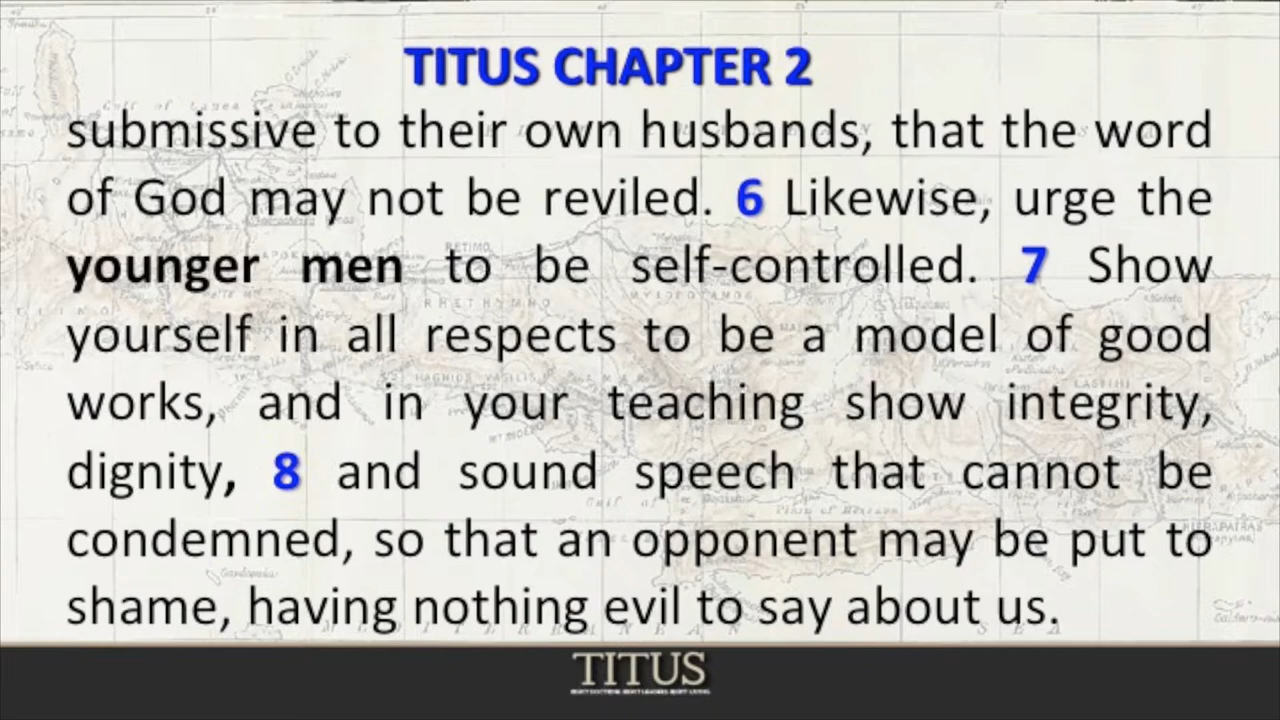 TITUS CHAPTER 2
submissive to their own husbands, that the word
of God may not be reviled. 6 Likewise, urge the
younger men to be self-controlled. 7 Show
yourself in all respects to be a model of good
works, and in your teaching show integrity,
dignity, 8 and sound speech that cannot be
condemned, so that an opponent may be put to
shame, having nothing evil to say about us.
TITUS